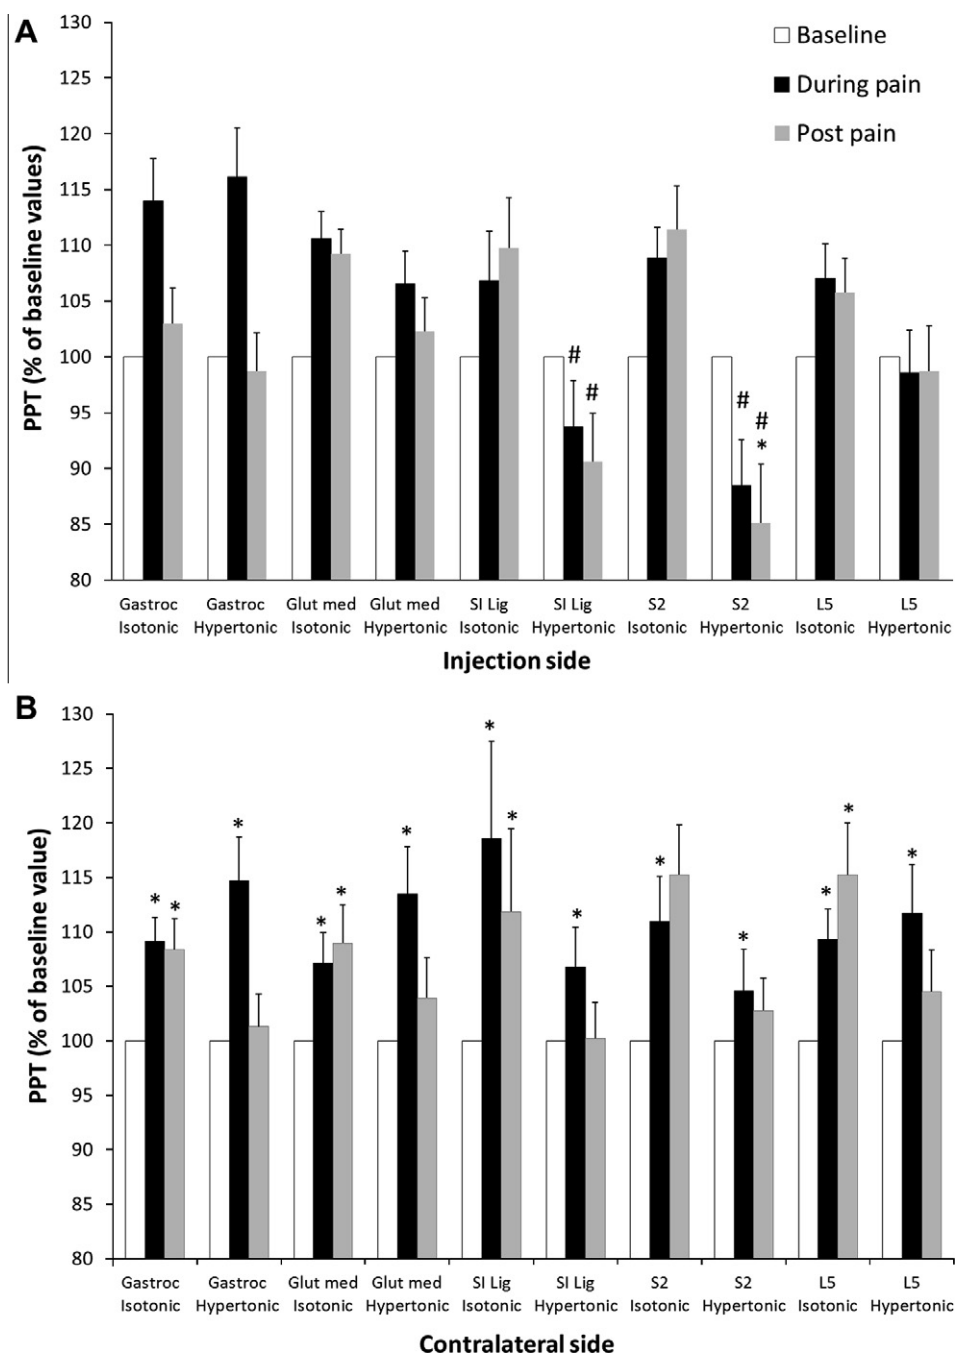 A
130
125
120
115
110
105
100
95
90
85
80
PPT (% of baseline values)
Baseline
During pain
Post pain
#
#
#
#
*
Gastroc Isotonic
Gastroc Hypertonic
Glut med Isotonic
Glut med Hypertonic
SI Lig Isotonic
SI Lig Hypertonic
S2 Isotonic
S2 Hypertonic
L5 Isotonic
L5 Hypertonic
Injection side
B
130
125
120
115
110
105
100
95
90
85
80
PPT (% of baseline value)
*
*
*
*
*
*
*
*
*
*
*
*
*
*
Gastroc Isotonic
Gastroc Hypertonic
Glut med Isotonic
Glut med Hypertonic
SI Lig Isotonic
SI Lig Hypertonic
S2 Isotonic
S2 Hypertonic
L5 Isotonic
L5 Hypertonic
Contralateral side